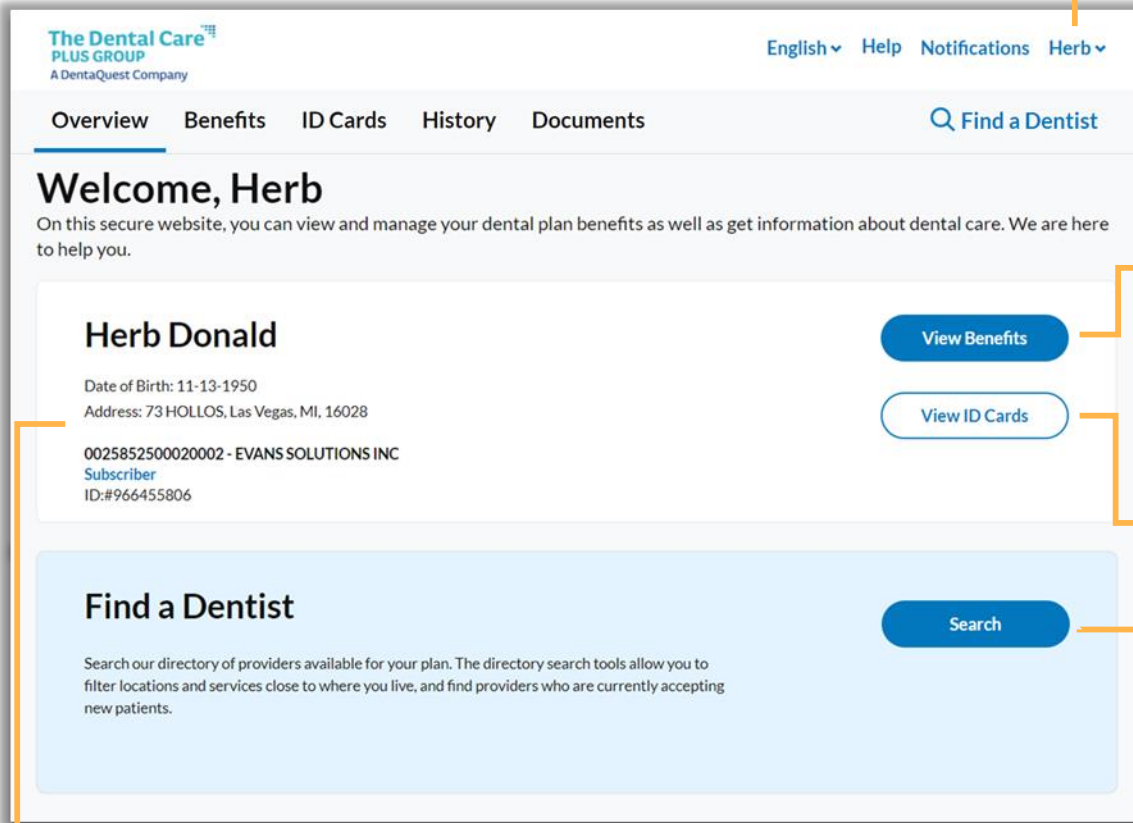 The Dental Care
PLUS GROUP
A DentaQuest Company
English Help Notifications Herb
Overview Benefits ID Cards History Documents Find a Dentist
Welcome, Herb
On this secure website, you can view and manage your dental plan benefits as well as get information about dental care. We are here
to help you.
Herb Donald
View Benefits
Date of Birth: 11-13-1950
Address: 73 HOLLOS, Las Vegas, MI, 16028
View ID Cards
0025852500020002 - EVANS SOLUTIONS INC
Subscriber
ID:#966455806
Find a Dentist
Search
Search our directory of providers available for your plan. The directory search tools allow you to
filter locations and services close to where you live, and find providers who are currently accepting
new patients.